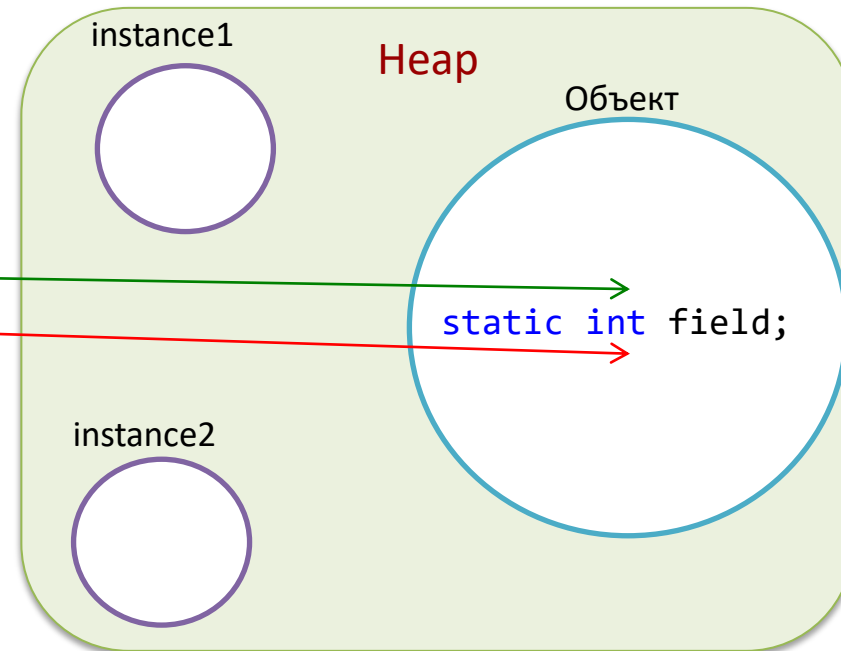 instance1
Heap
Объект
static int field;
instance2